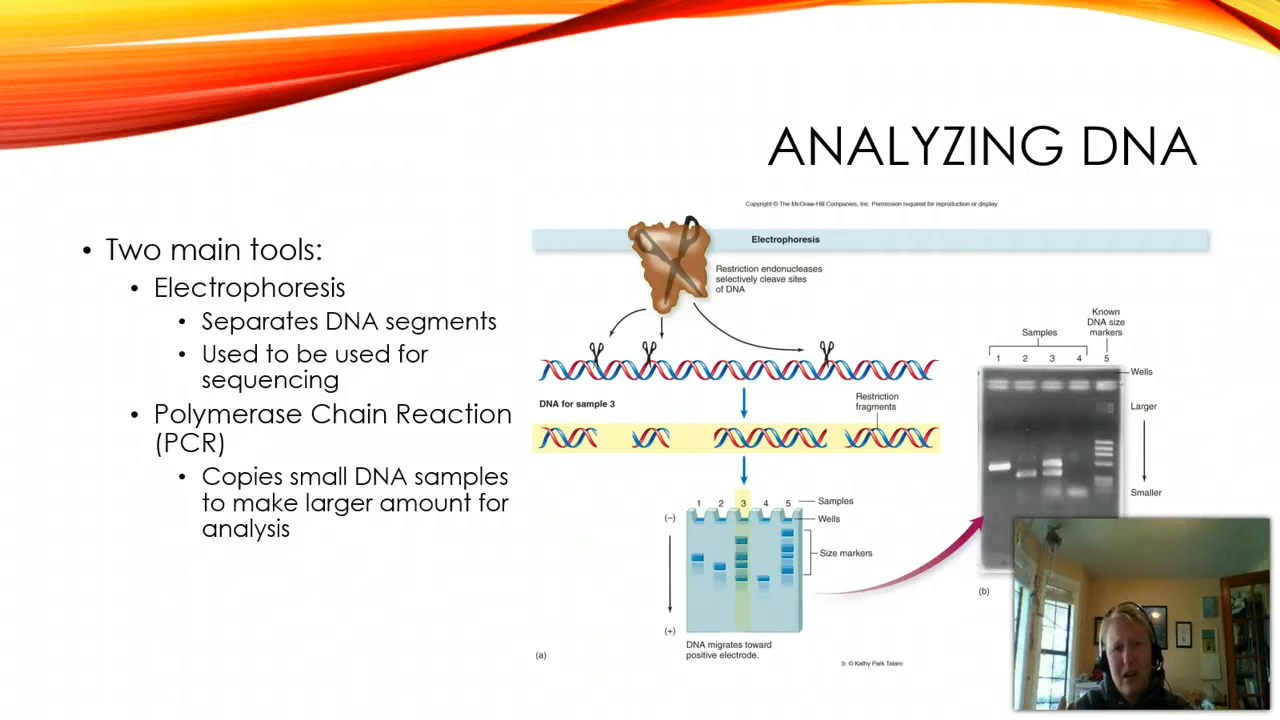 ANALYZING DNA
• Two main tools:
• Electrophoresis
• Separates DNA segments
• Used to be used for
sequencing
• Polymerase Chain Reaction
(PCR)
• Copies small DNA samples
to make larger amount for
analysis
Copyright © The McGraw-Hill Companies, Inc. Permission required for reproduction or display.
Electrophoresis
Restriction endonucleases
selectively cleave sites
of DNA
DNA for sample 3
Restriction
fragments
1 2 3 4 5
Samples
Wells
(–)
Size markers
(+)
DNA migrates toward
positive electrode.
(a)
Known
DNA size
markers
Samples
1 2 3 4 5
Wells
Larger
Smaller
(b)
b. © Kathy Park Talaro